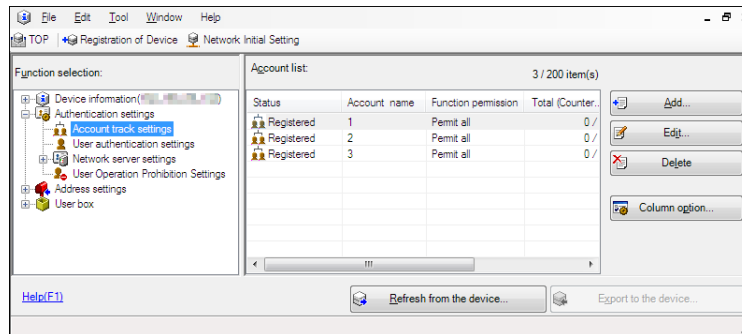 File Edit Tool Window Help
TOP Registration of Device Network Initial Setting
Function selection:
Account list:
3 / 200 item(s)
Device information(
Authentication settings
Account track settings
User authentication settings
Network server settings
User Operation Prohibition Settings
Address settings
User box
Status Account name Function permission Total (Counter..
Registered 1 Permit all 0 /
Registered 2 Permit all 0 /
Registered 3 Permit all 0 /
Add...
Edit...
Delete
Column option...
Help(F1)
Refresh from the device...
Export to the device...